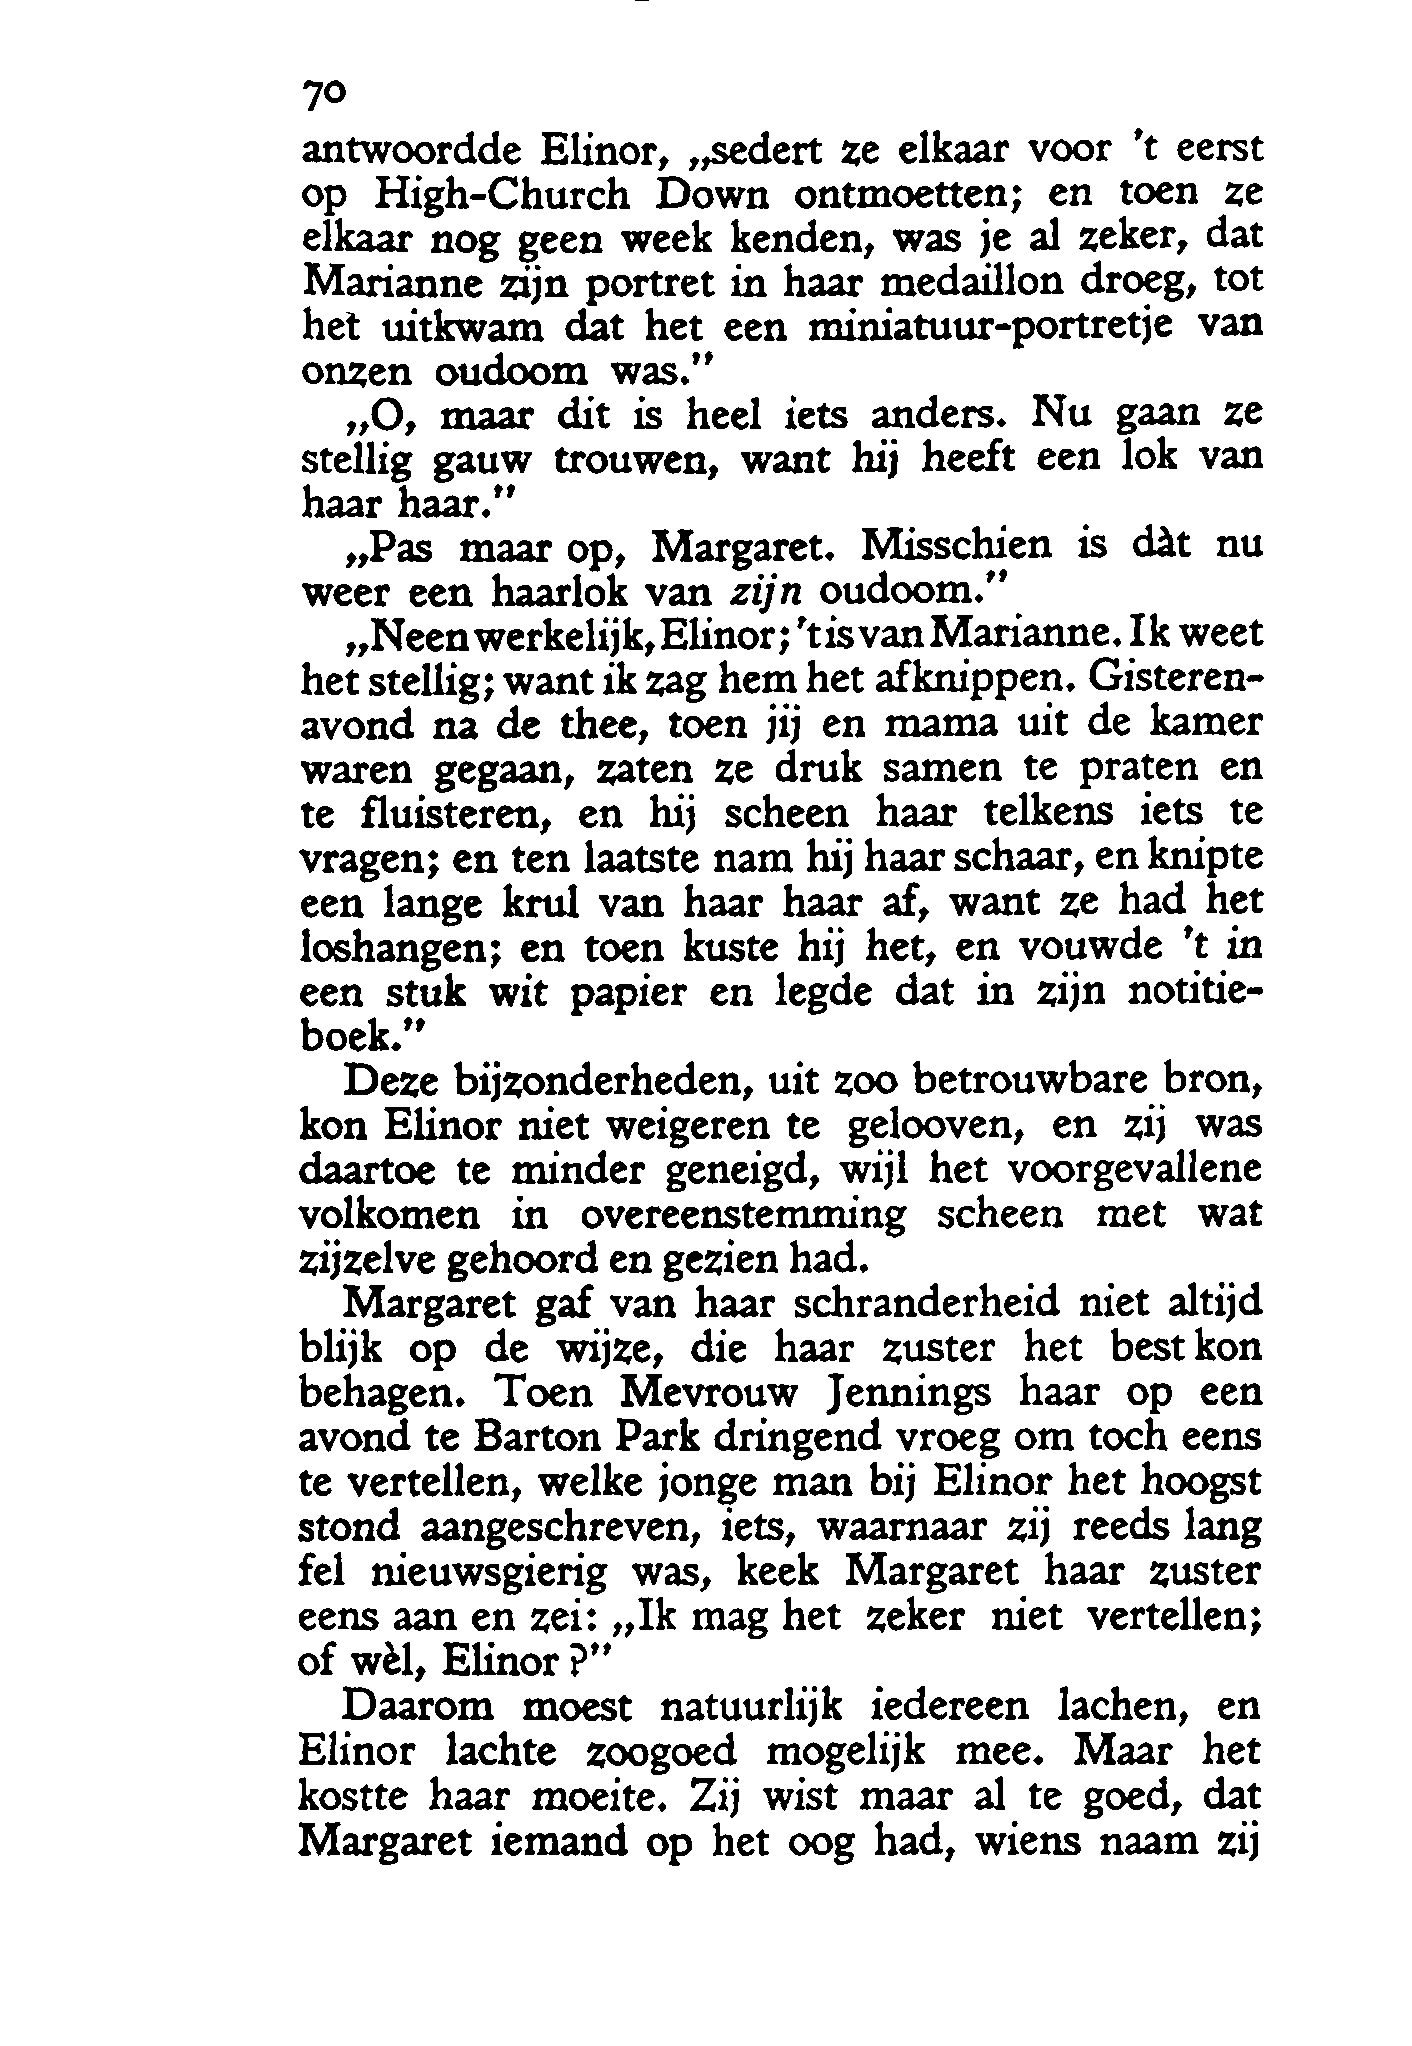 70
antwoordde Elinor, „sedert ze elkaar voor 't eerst
op High-Church Down ontmoetten; en toen ze
elkaar nog geen week kenden, was je al zeker, dat
Marianne zijn portret in haar medaillon droeg, tot
het uitkwam dat het een miniatuur-portretje van
onzen oudoom was.”
„O, maar dit is heel iets anders. Nu gaan ze
stellig gauw trouwen, want hij heeft een lok van
haar haar.”
„Pas maar op, Margaret. Misschien is dàt nu
weer een haarlok van zijn oudoom.”
„Neen werkelijk, Elinor; 't is van Marianne. Ik weet
het stellig; want ik zag hem het afknippen. Gisteren-
avond na de thee, toen jij en mama uit de kamer
waren gegaan, zaten ze druk samen te praten en
te fluisteren, en hij scheen haar telkens iets te
vragen; en ten laatste nam hij haar schaar, en knipte
een lange krul van haar haar af, want ze had het
loshangen; en toen kuste hij het, en vouwde 't in
een stuk wit papier en legde dat in zijn notitie-
boek.”
Deze bijzonderheden, uit zoo betrouwbare bron,
kon Elinor niet weigeren te gelooven, en zij was
daartoe te minder geneigd, wijl het voorgevallene
volkomen in overeenstemming scheen met wat
zijzelve gehoord en gezien had.
Margaret gaf van haar schranderheid niet altijd
blijk op de wijze, die haar zuster het best kon
behagen. Toen Mevrouw Jennings haar op een
avond te Barton Park dringend vroeg om toch eens
te vertellen, welke jonge man bij Elinor het hoogst
stond aangeschreven, iets, waarnaar zij reeds lang
fel nieuwsgierig was, keek Margaret haar zuster
eens aan en zei: „Ik mag het zeker niet vertellen;
of wèl, Elinor?”
Daarom moest natuurlijk iedereen lachen, en
Elinor lachte zoogoed mogelijk mee. Maar het
kostte haar moeite. Zij wist maar al te goed, dat
Margaret iemand op het oog had, wiens naam zij